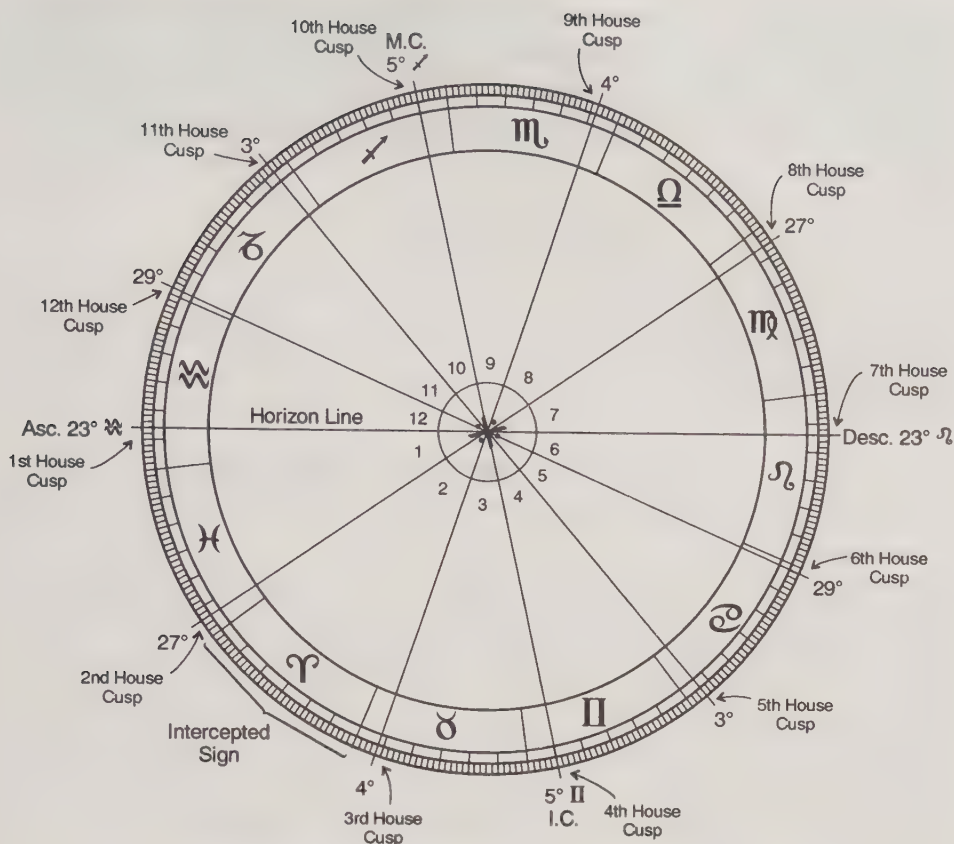 10th House
Cusp
M.C.
5° ♐
9th House
Cusp
4°
11th House
Cusp
3°
♐
♏
♎
8th House
Cusp
27°
♑
29°
12th House
Cusp
♍
♒
10
9
8
11
7
12
Horizon Line
7th House
Cusp
Asc. 23° ♒
Desc. 23° ♌
1st House
Cusp
1
6
2
5
3
4
♌
♓
6th House
Cusp
29°
♋
27°
2nd House
Cusp
♈
♉
♊
5th House
Cusp
3°
Intercepted
Sign
4°
3rd House
Cusp
5° ♊
I.C.
4th House
Cusp